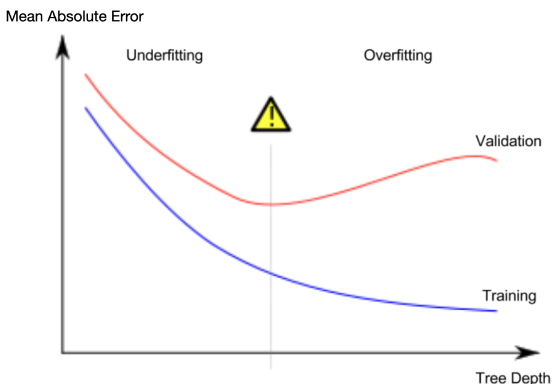 Mean Absolute Error
Underfitting
Overfitting
!
Validation
Training
Tree Depth